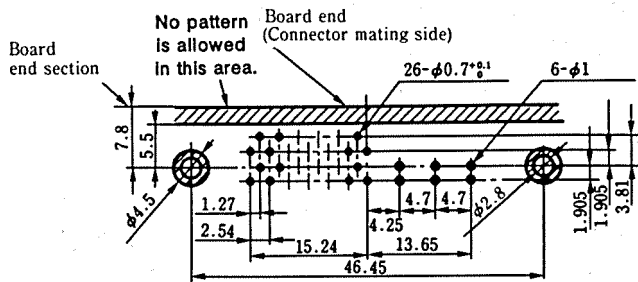 No pattern
is allowed
in this area.
Board end
(Connector mating side)
Board
end section
26-φ0.7 +0.1 0
6-φ1
7.8
5.5
φ4.5
1.27
2.54
15.24
4.25
4.7
4.7
13.65
46.45
φ2.8
1.905
1.905
3.81